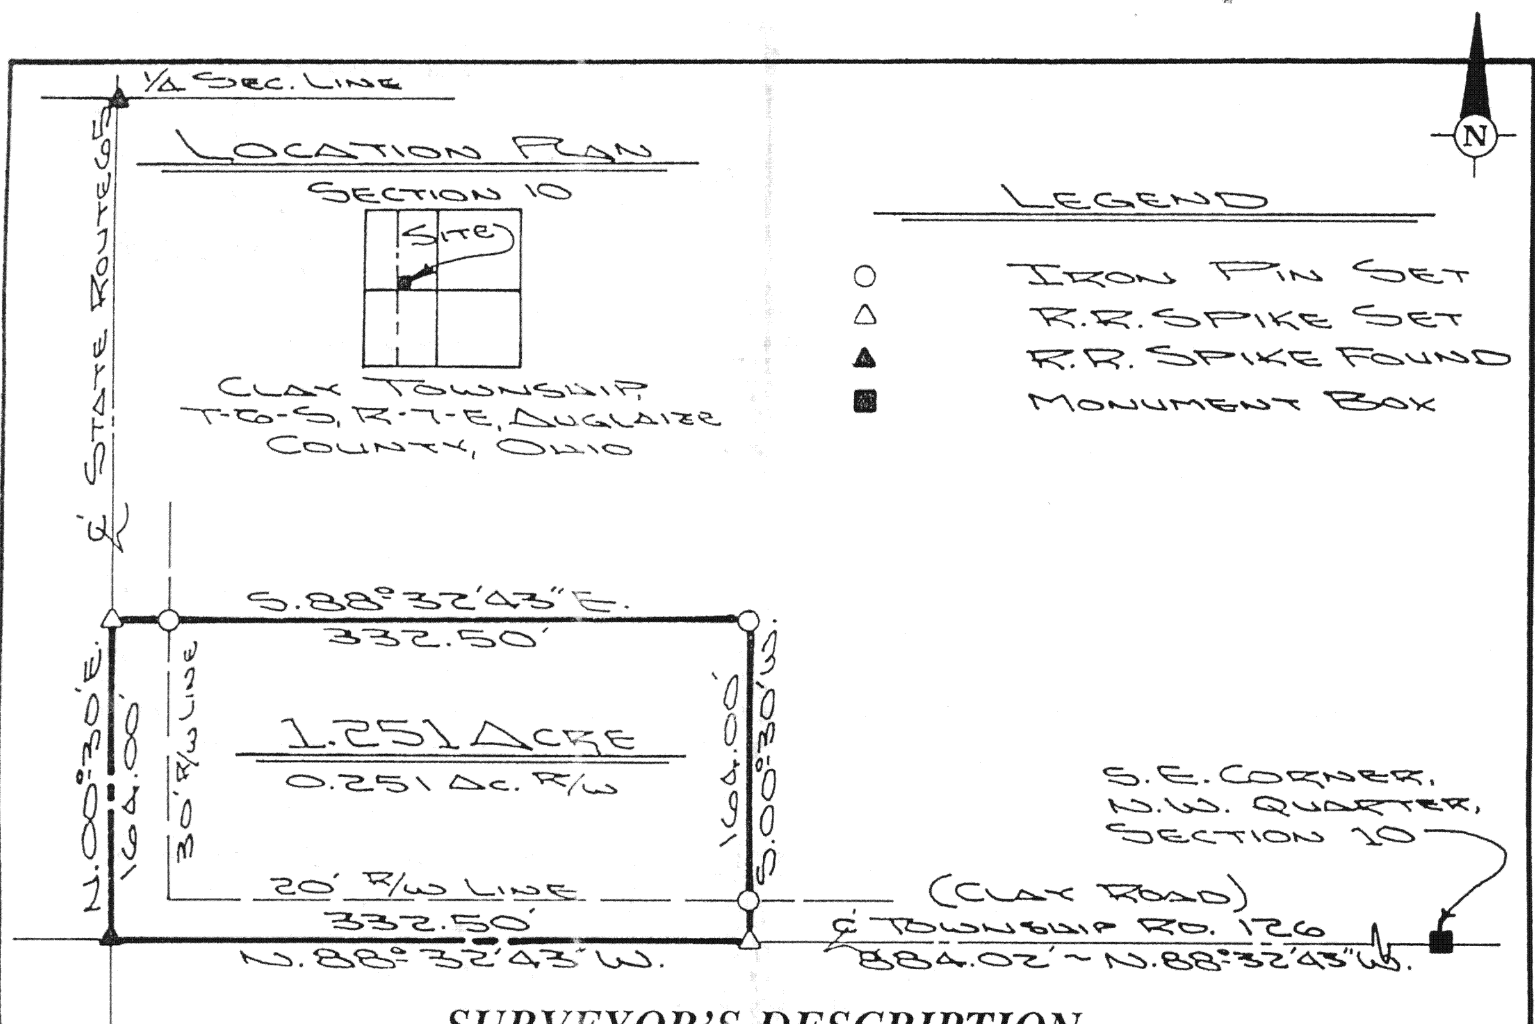 1/4 SEC. LINE
LOCATION PLAN
SECTION 10
SITE
CLAY TOWNSHIP,
T-6-S, R-7-E, AUGLAIZE
COUNTY, OHIO
N
LEGEND
IRON PIN SET
R.R. SPIKE SET
R.R. SPIKE FOUND
MONUMENT BOX
℄ STATE ROUTE 65
S.88°32'43"E.
332.50'
N.00°30'E.
164.00'
30' R/W LINE
1.251 ACRE
0.251 AC. R/W
164.00'
S.00°30'W.
20' R/W LINE
332.50'
N.88°32'43"W.
S.E. CORNER,
N.W. QUARTER,
SECTION 10
(CLAY ROAD)
℄ TOWNSHIP RD. 126
884.02' ~ N.88°32'43"W.
SURVEYOR'S DESCRIPTION